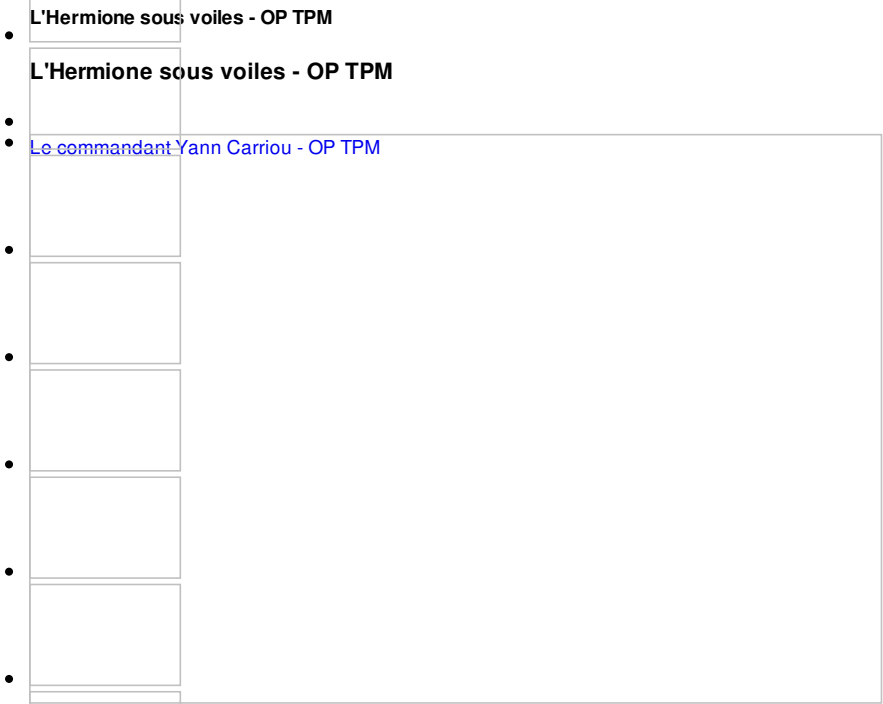 L'Hermione sous voiles - OP TPM
L'Hermione sous voiles - OP TPM
Le commandant Yann Carriou - OP TPM